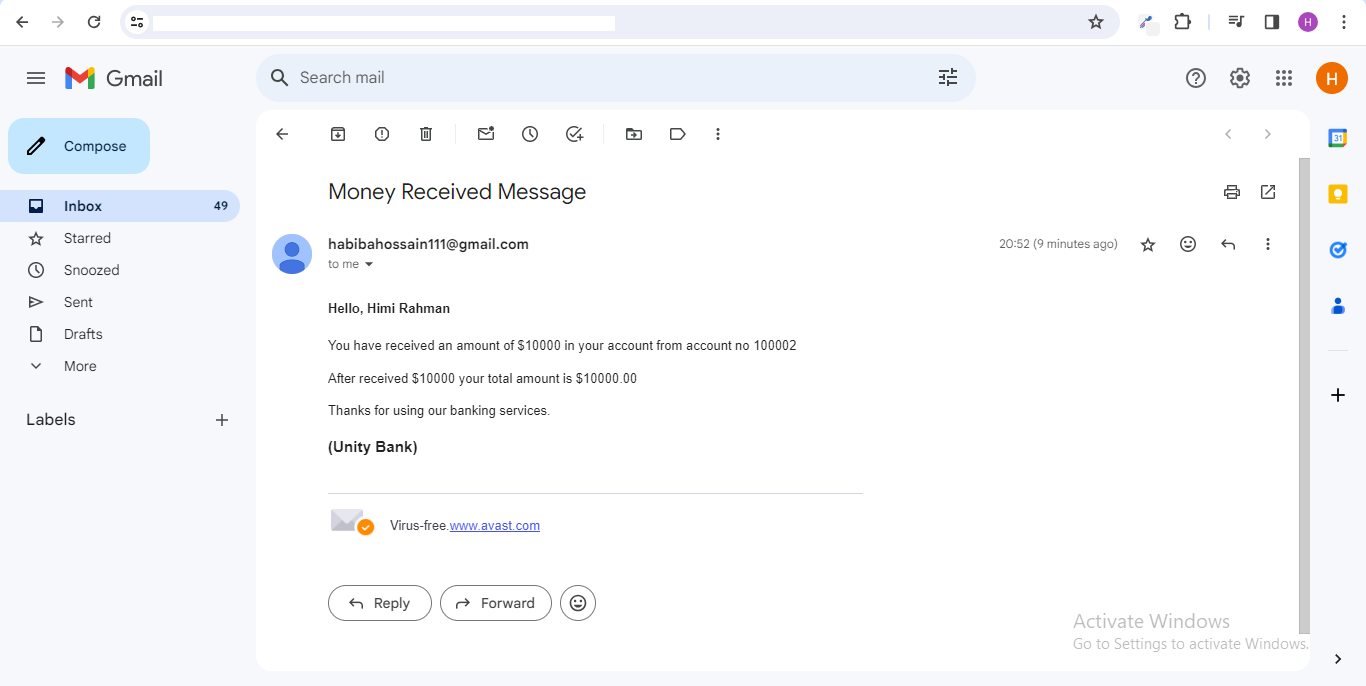 H
Gmail
Search mail
H
Compose
Inbox 49
Starred
Snoozed
Sent
Drafts
More
Labels
31
Money Received Message
habibahossain111@gmail.com
20:52 (9 minutes ago)
to me
Hello, Himi Rahman
You have received an amount of $10000 in your account from account no 100002
After received $10000 your total amount is $10000.00
Thanks for using our banking services.
(Unity Bank)
Virus-free.www.avast.com
Reply
Forward
Activate Windows
Go to Settings to activate Windows.